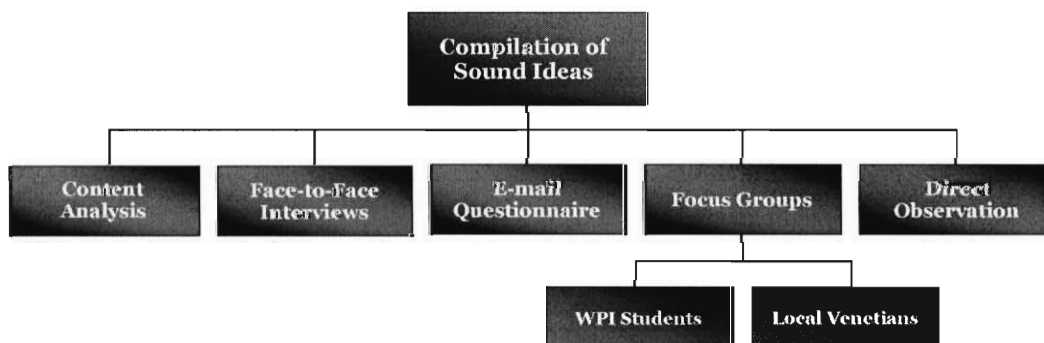 Compilation of
Sound Ideas
Content
Analysis
Face-to-Face
Interviews
E-mail
Questionnaire
Focus Groups
Direct
Observation
WPI Students
Local Venetians